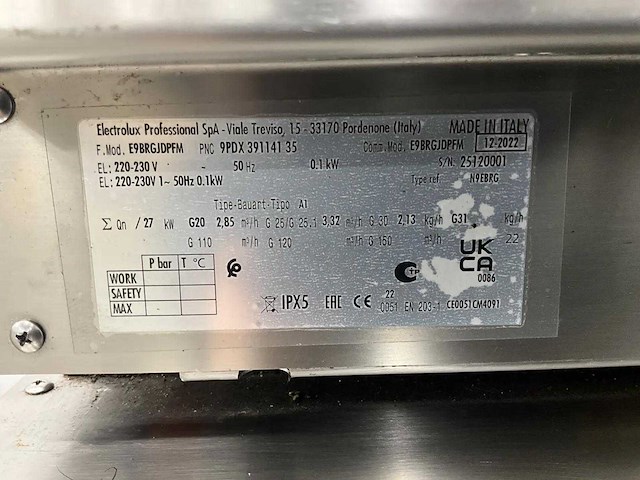 Electrolux Professional SpA - Viale Treviso, 15 - 33170 Pordenone (Italy) MADE IN ITALY
F.Mod. E9BRGJDPFM PNC 9PDX 391141 35 Comm.Mod. E9BRGJDPFM 12-2022
EL: 220-230 V - 50 Hz 0.1 kW S/N. 25120001
EL: 220-230V 1~ 50Hz 0.1kW Type ref N9EBRG
Tipe-Bauart-Tipo A1
Σ Qn / 27 kW G20 2,85 m³/h G 25/G 25.1 3,32 m³/h G 30 2,13 kg/h G31 kg/h
G 110 m³/h G 120 m³/h G 150 m³/h 22
UK
CA
0086
P bar T °C
WORK
SAFETY
MAX -
IPX5 EAC CE 22
0051 EN 203-1 CE0051CM4091